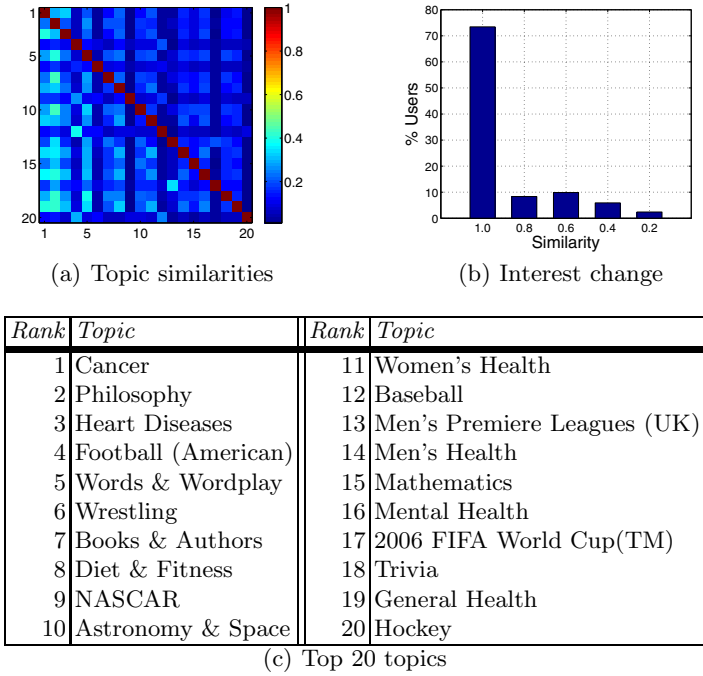 1
5
10
15
20
1 5 10 15 20
1
0.8
0.6
0.4
0.2
(a) Topic similarities
80
70
60
50
40
30
20
10
0
% Users
1.0 0.8 0.6 0.4 0.2
Similarity
(b) Interest change
Rank Topic Rank Topic
1 Cancer 11 Women's Health
2 Philosophy 12 Baseball
3 Heart Diseases 13 Men's Premiere Leagues (UK)
4 Football (American) 14 Men's Health
5 Words & Wordplay 15 Mathematics
6 Wrestling 16 Mental Health
7 Books & Authors 17 2006 FIFA World Cup(TM)
8 Diet & Fitness 18 Trivia
9 NASCAR 19 General Health
10 Astronomy & Space 20 Hockey
(c) Top 20 topics